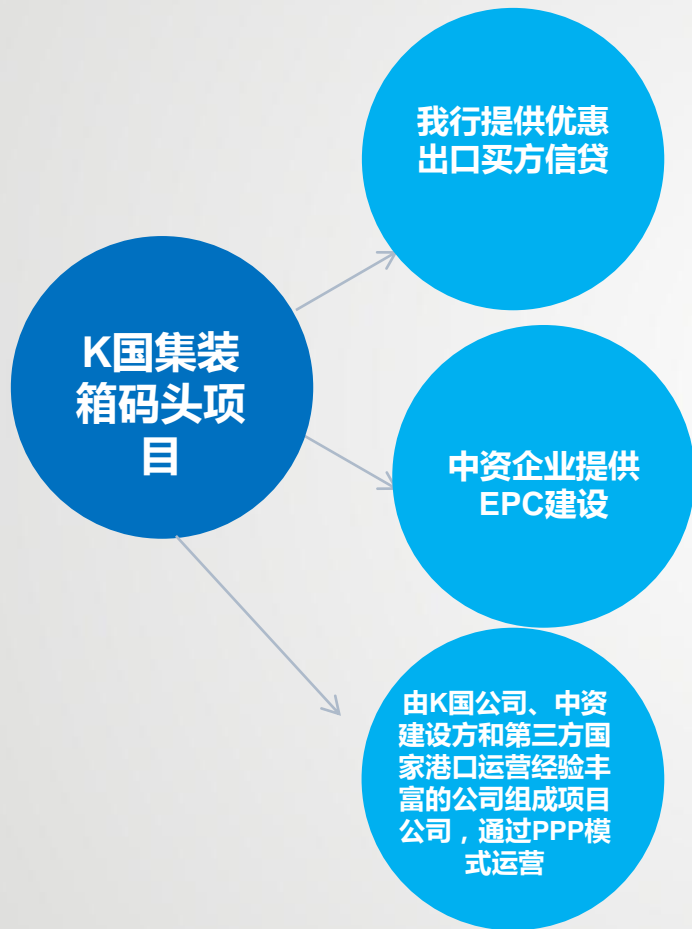 我行提供优惠
出口买方信贷
K国集装
箱码头项
目
中资企业提供
EPC建设
由K国公司、中资
建设方和第三方国
家港口运营经验丰
富的公司组成项目
公司，通过PPP模
式运营